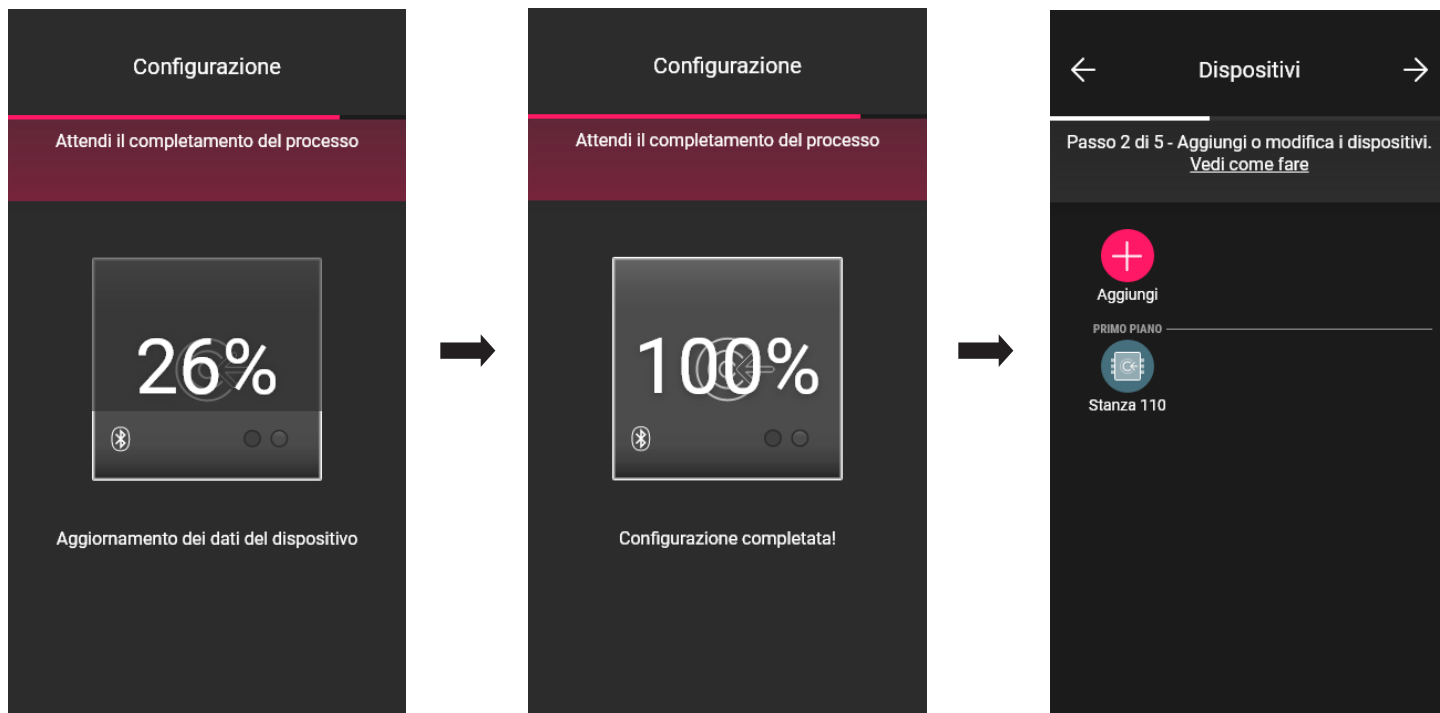 Configurazione
Attendi il completamento del processo
26%
Aggiornamento dei dati del dispositivo
Configurazione
Attendi il completamento del processo
100%
Configurazione completata!
Dispositivi
Passo 2 di 5 - Aggiungi o modifica i dispositivi.
Vedi come fare
Aggiungi
PRIMO PIANO
Stanza 110